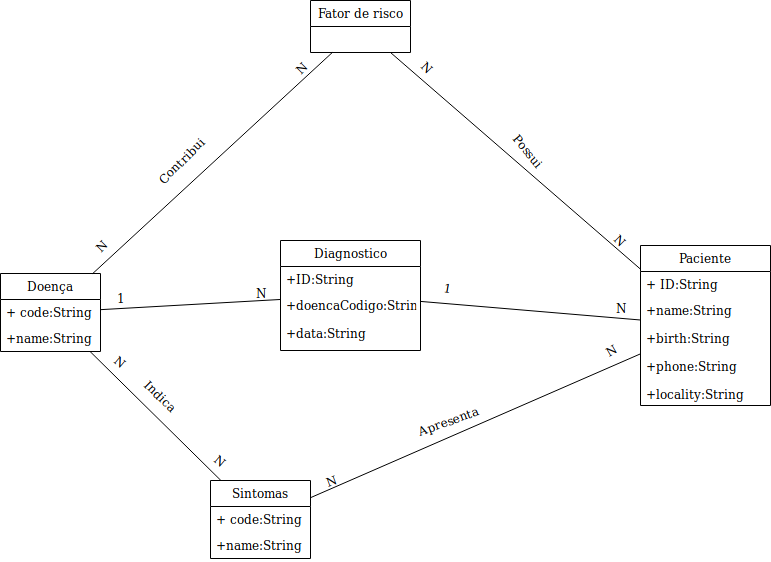 Fator de risco
N
N
Contribui
Possui
N
N
Diagnostico
+ID:String
+doencaCodigo:Strin
+data:String
Paciente
+ ID:String
+name:String
+birth:String
+phone:String
+locality:String
Doença
+ code:String
+name:String
1
N
1
N
N
Indica
N
N
Apresenta
N
Sintomas
+ code:String
+name:String